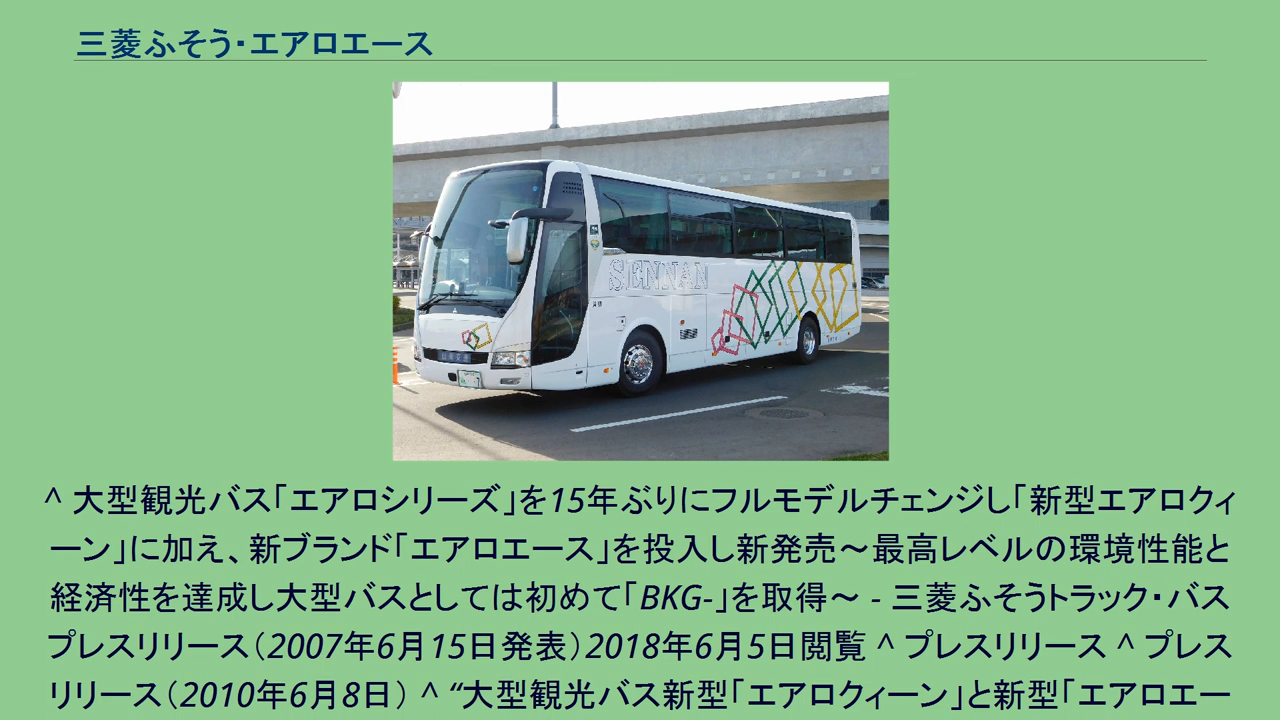 三菱ふそう・エアロエース
SENNAN
^ 大型観光バス「エアロシリーズ」を15年ぶりにフルモデルチェンジし「新型エアロクィ
ーン」に加え、新ブランド「エアロエース」を投入し新発売～最高レベルの環境性能と
経済性を達成し大型バスとしては初めて「BKG-」を取得～ - 三菱ふそうトラック・バス
プレスリリース（2007年6月15日発表）2018年6月5日閲覧 ^ プレスリリース ^ プレス
リリース（2010年6月8日） ^ “大型観光バス新型「エアロクィーン」と新型「エアロエー